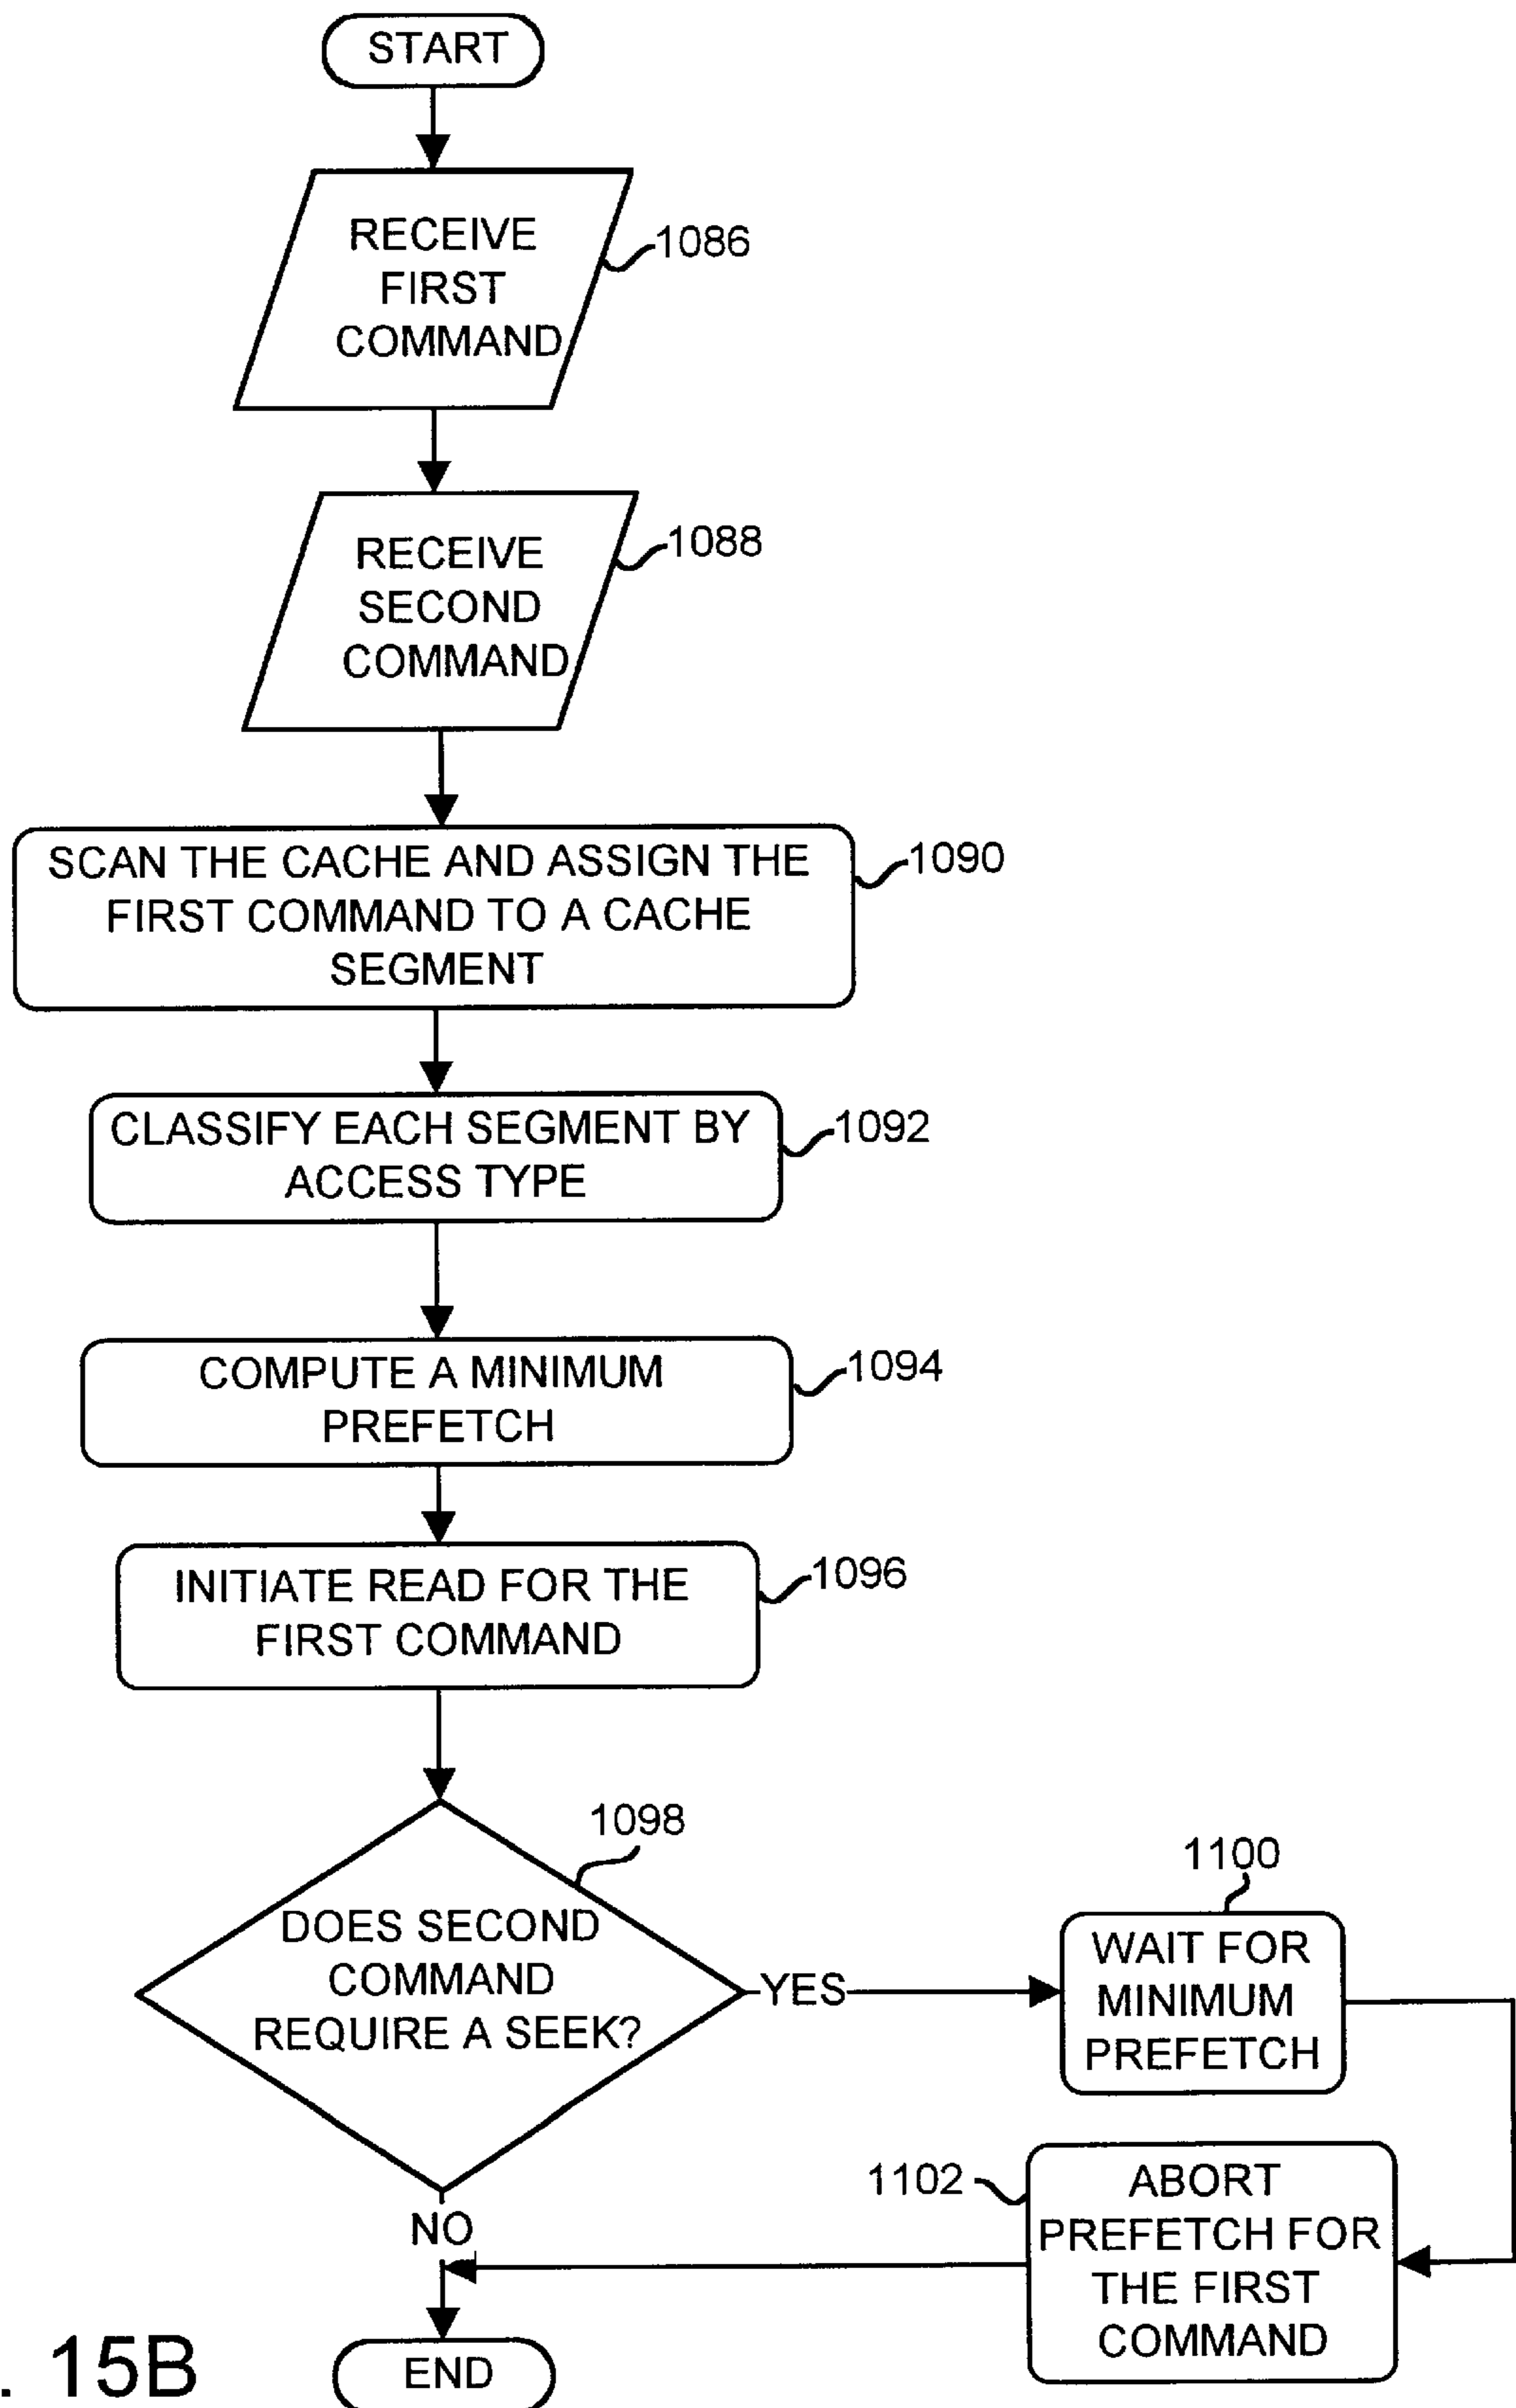 START
RECEIVE
FIRST
COMMAND
1086
RECEIVE
SECOND
COMMAND
1088
SCAN THE CACHE AND ASSIGN THE
FIRST COMMAND TO A CACHE
SEGMENT
1090
CLASSIFY EACH SEGMENT BY
ACCESS TYPE
1092
COMPUTE A MINIMUM
PREFETCH
1094
INITIATE READ FOR THE
FIRST COMMAND
1096
1098
DOES SECOND
COMMAND
REQUIRE A SEEK?
YES
1100
WAIT FOR
MINIMUM
PREFETCH
1102
ABORT
PREFETCH FOR
THE FIRST
COMMAND
NO
END
. 15B